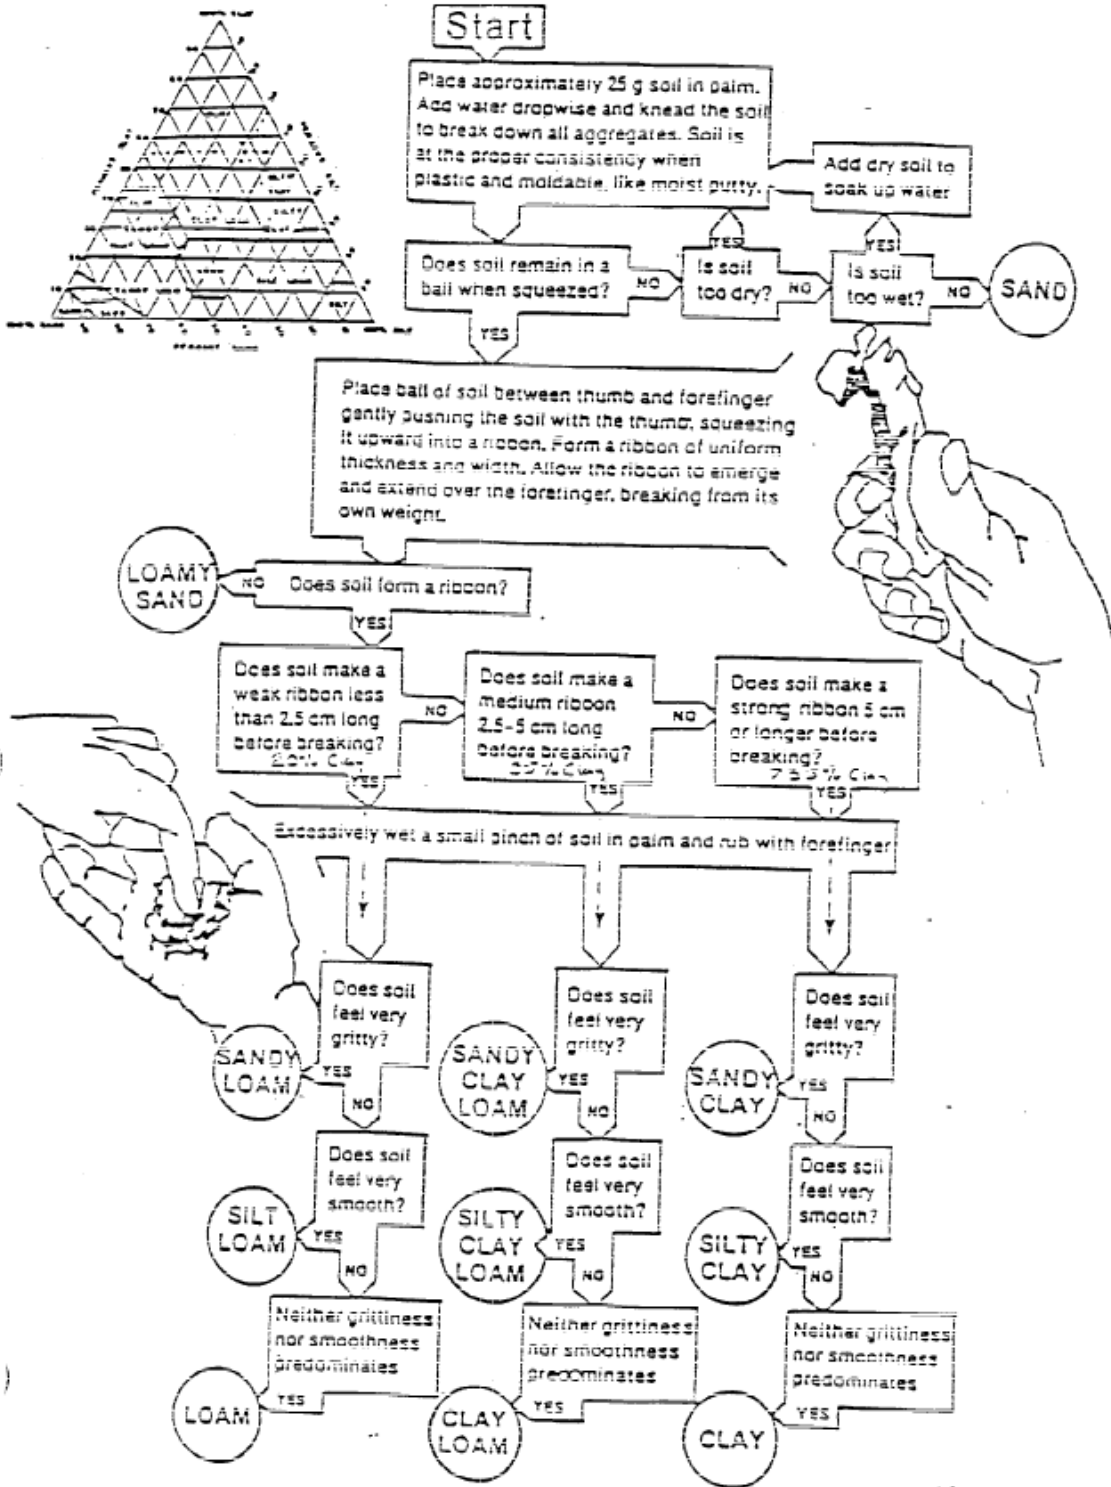 Start
Place approximately 25 g soil in palm.
Add water dropwise and knead the soil
to break down all aggregates. Soil is
at the proper consistency when
plastic and moldable, like moist putty.
Add dry soil to
soak up water
YES
YES
Does soil remain in a
ball when squeezed?
NO
Is soil
too dry?
NO
Is soil
too wet?
NO
SAND
YES
Place ball of soil between thumb and forefinger
gently pushing the soil with the thumb, squeezing
it upward into a ribbon. Form a ribbon of uniform
thickness and width. Allow the ribbon to emerge
and extend over the forefinger, breaking from its
own weight.
LOAMY
SAND
NO
Does soil form a ribbon?
YES
Does soil make a
weak ribbon less
than 2.5 cm long
before breaking?
NO
Does soil make a
medium ribbon
2.5-5 cm long
before breaking?
NO
Does soil make a
strong ribbon 5 cm
or longer before
breaking?
% Clay
% Clay
% Clay
YES
YES
YES
Excessively wet a small pinch of soil in palm and rub with forefinger
Does soil
feel very
gritty?
SANDY
LOAM
YES
NO
Does soil
feel very
gritty?
SANDY
CLAY
LOAM
YES
NO
Does soil
feel very
gritty?
SANDY
CLAY
YES
NO
Does soil
feel very
smooth?
SILT
LOAM
YES
NO
Does soil
feel very
smooth?
SILTY
CLAY
LOAM
YES
NO
Does soil
feel very
smooth?
SILTY
CLAY
YES
NO
Neither grittiness
nor smoothness
predominates
LOAM
YES
Neither grittiness
nor smoothness
predominates
CLAY
LOAM
YES
Neither grittiness
nor smoothness
predominates
CLAY
YES